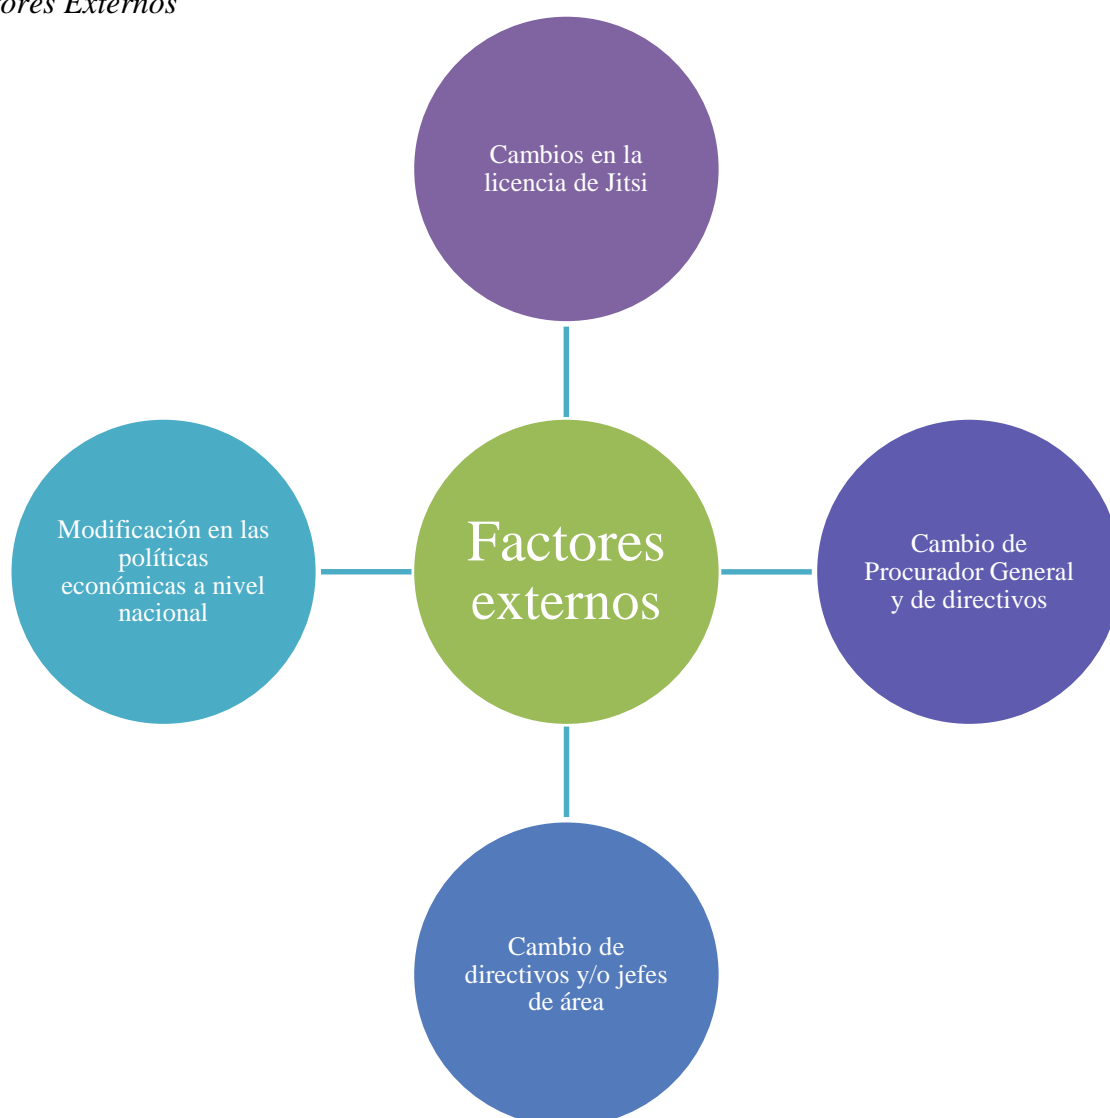 Externos
Cambios en la
licencia de Jitsi
Modificación en las
políticas
económicas a nivel
nacional
Factores
externos
Cambio de
Procurador General
y de directivos
Cambio de
directivos y/o jefes
de área